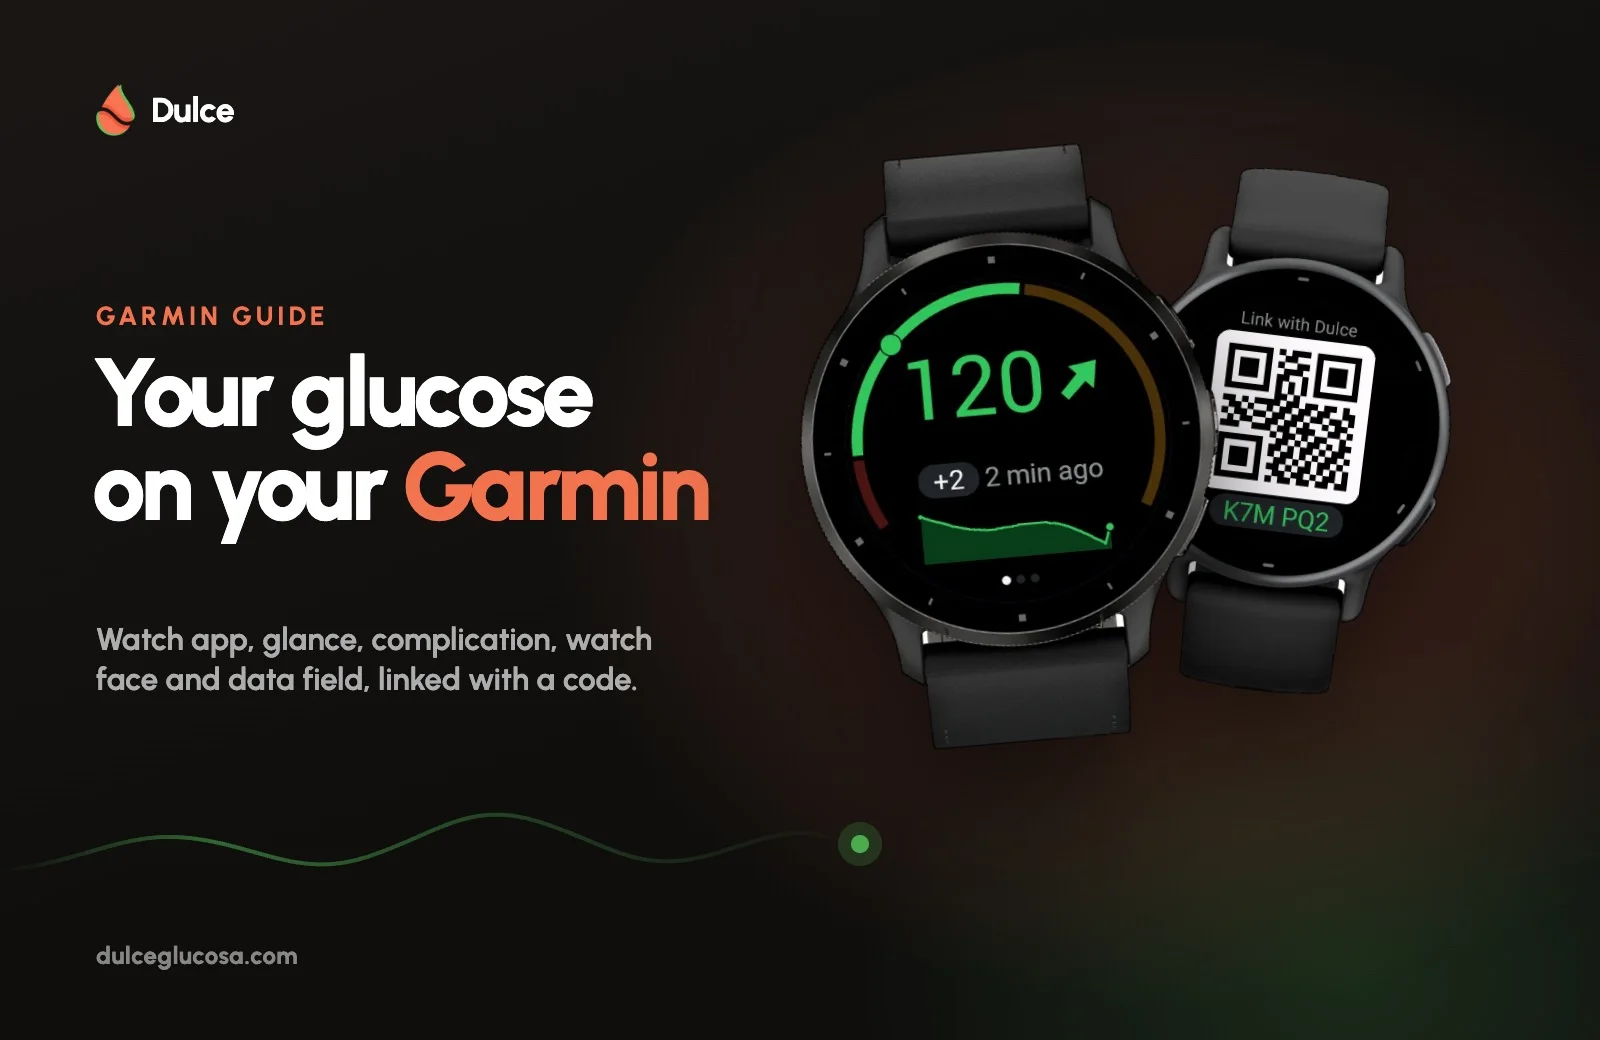 Dulce
GARMIN GUIDE
Your glucose
on your Garmin
Watch app, glance, complication, watch
face and data field, linked with a code.
dulceglucosa.com
120
+2 2 min ago
Link with Dulce
K7M PQ2